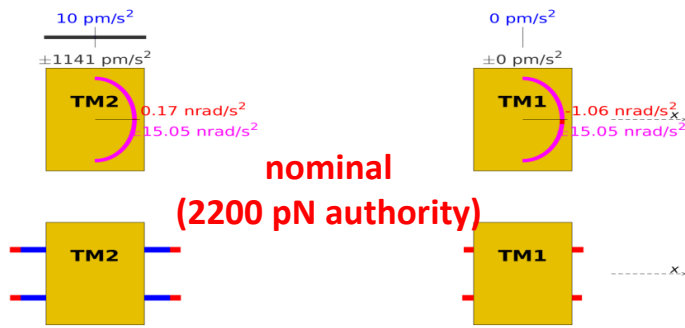 10 pm/s²
0 pm/s²
±1141 pm/s²
±0 pm/s²
TM2
TM1
0.17 nrad/s²
-1.06 nrad/s²
x
±15.05 nrad/s²
±15.05 nrad/s²
nominal
(2200 pN authority)
TM2
TM1
x